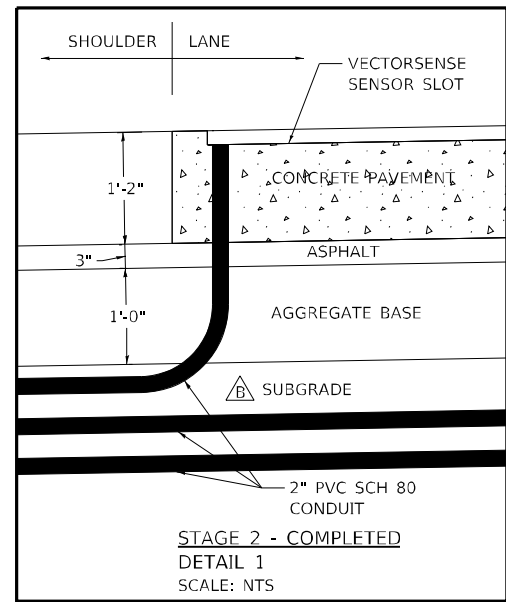 SHOULDER LANE
VECTORSENSE
SENSOR SLOT
CONCRETE PAVEMENT
1'-2"
ASPHALT
3"
1'-0"
AGGREGATE BASE
B SUBGRADE
2" PVC SCH 80
CONDUIT
STAGE 2 - COMPLETED
DETAIL 1
SCALE: NTS